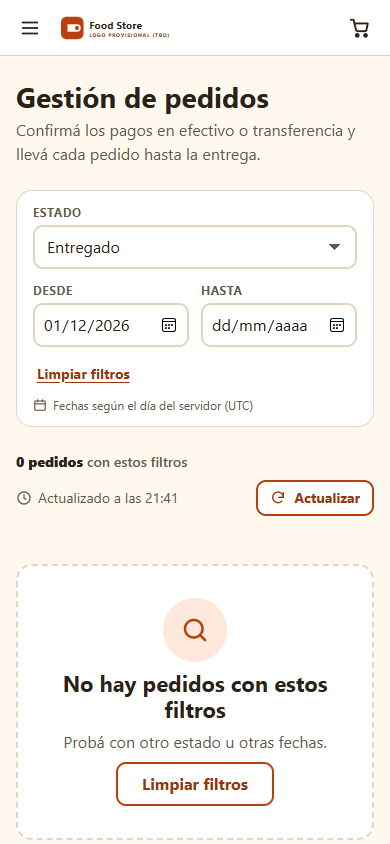 Food Store
LOGO PROVISIONAL (TBD)
Gestión de pedidos
Confirmá los pagos en efectivo o transferencia y
llevá cada pedido hasta la entrega.
ESTADO
Entregado
DESDE
HASTA
01/12/2026
dd/mm/aaaa
Limpiar filtros
Fechas según el día del servidor (UTC)
0 pedidos con estos filtros
Actualizado a las 21:41
Actualizar
No hay pedidos con estos
filtros
Probá con otro estado u otras fechas.
Limpiar filtros